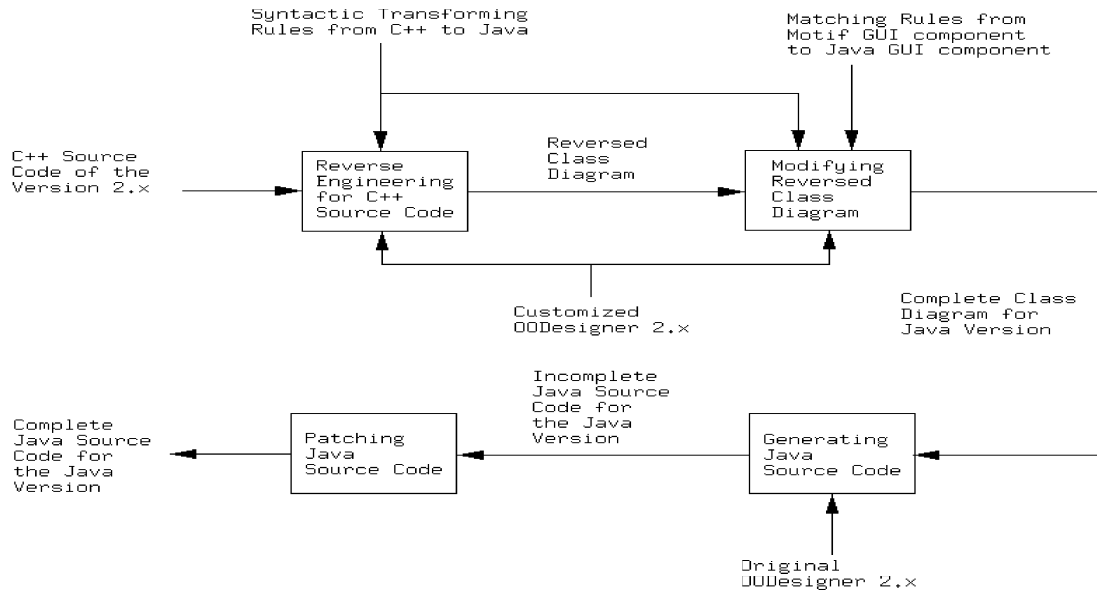 Syntactic Transforming
Rules from C++ to Java
Matching Rules from
Motif GUI component
to Java GUI component
C++ Source
Code of the
Version 2.x
Reverse
Engineering
for C++
Source Code
Reversed
Class
Diagram
Modifying
Reversed
Class
Diagram
Customized
OODesigner 2.x
Complete Class
Diagram for
Java Version
Incomplete
Java Source
Code for
the Java
Version
Complete
Java Source
Code for
the Java
Version
Patching
Java
Source Code
Generating
Java
Source Code
Original
OODesigner 2.x